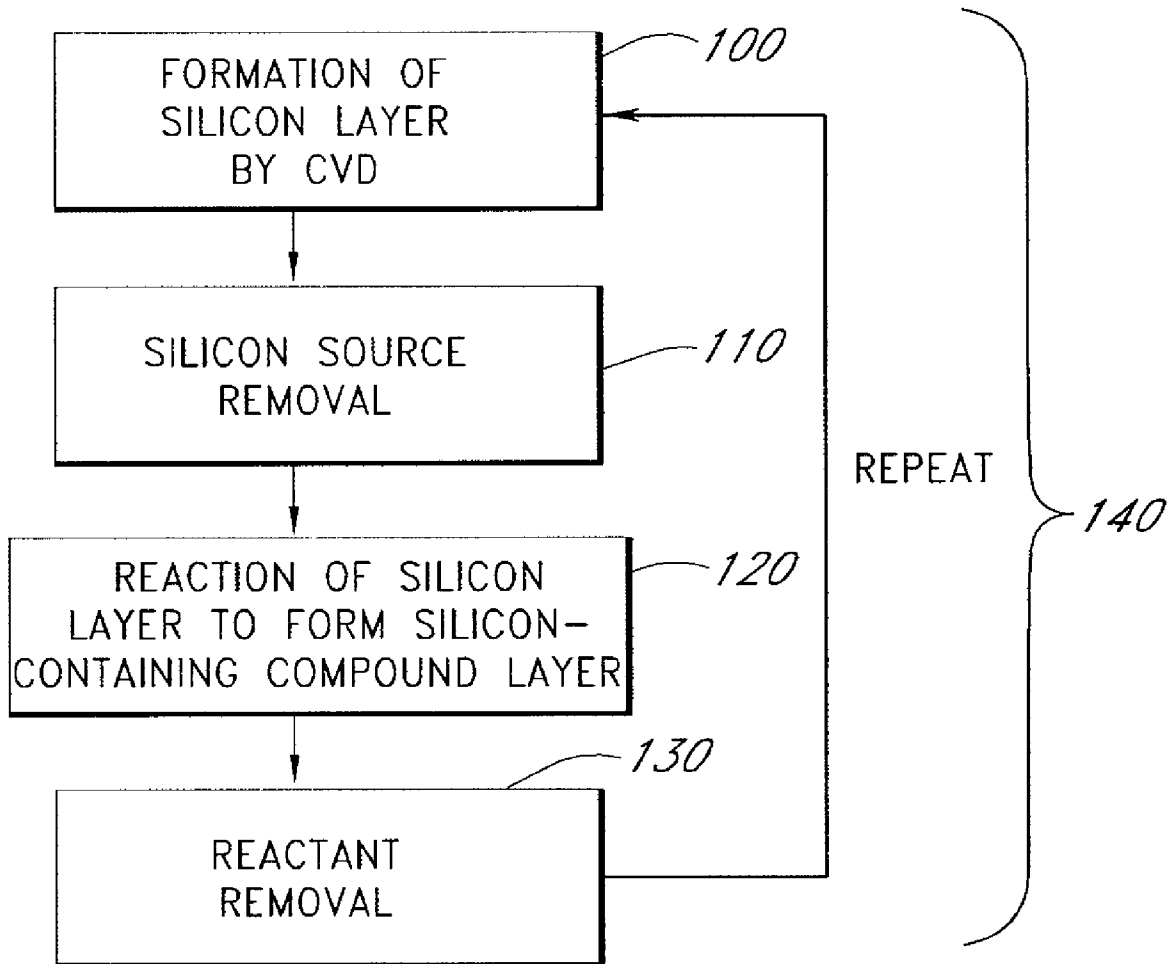 FORMATION OF
SILICON LAYER
BY CVD
100
SILICON SOURCE
REMOVAL
110
REPEAT
140
REACTION OF SILICON
LAYER TO FORM SILICON-
CONTAINING COMPOUND LAYER
120
REACTANT
REMOVAL
130